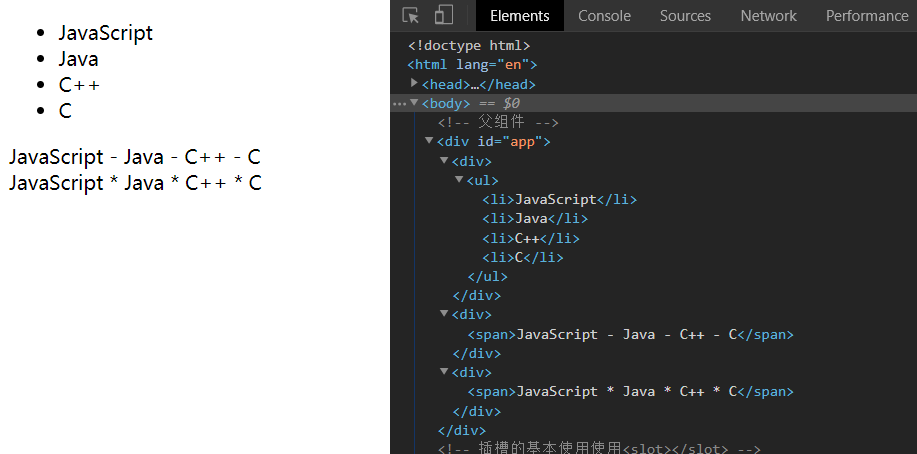 JavaScript
Java
C++
C
JavaScript - Java - C++ - C
JavaScript * Java * C++ * C
Elements Console Sources Network Performance
<!doctype html>
<html lang="en">
<head>…</head>
<body> == $0
<!-- 父组件 -->
<div id="app">
<div>
<ul>
<li>JavaScript</li>
<li>Java</li>
<li>C++</li>
<li>C</li>
</ul>
</div>
<div>
<span>JavaScript - Java - C++ - C</span>
</div>
<div>
<span>JavaScript * Java * C++ * C</span>
</div>
</div>
<!-- 插槽的基本使用使用<slot></slot> -->